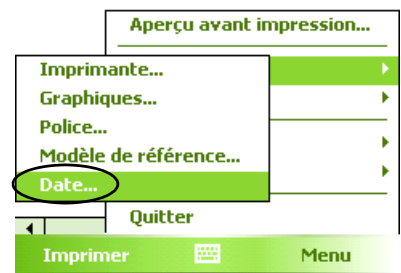 Aperçu avant impression...
Imprimante...
Graphiques...
Police...
Modèle de référence...
Date...
Quitter
Imprimer
Menu